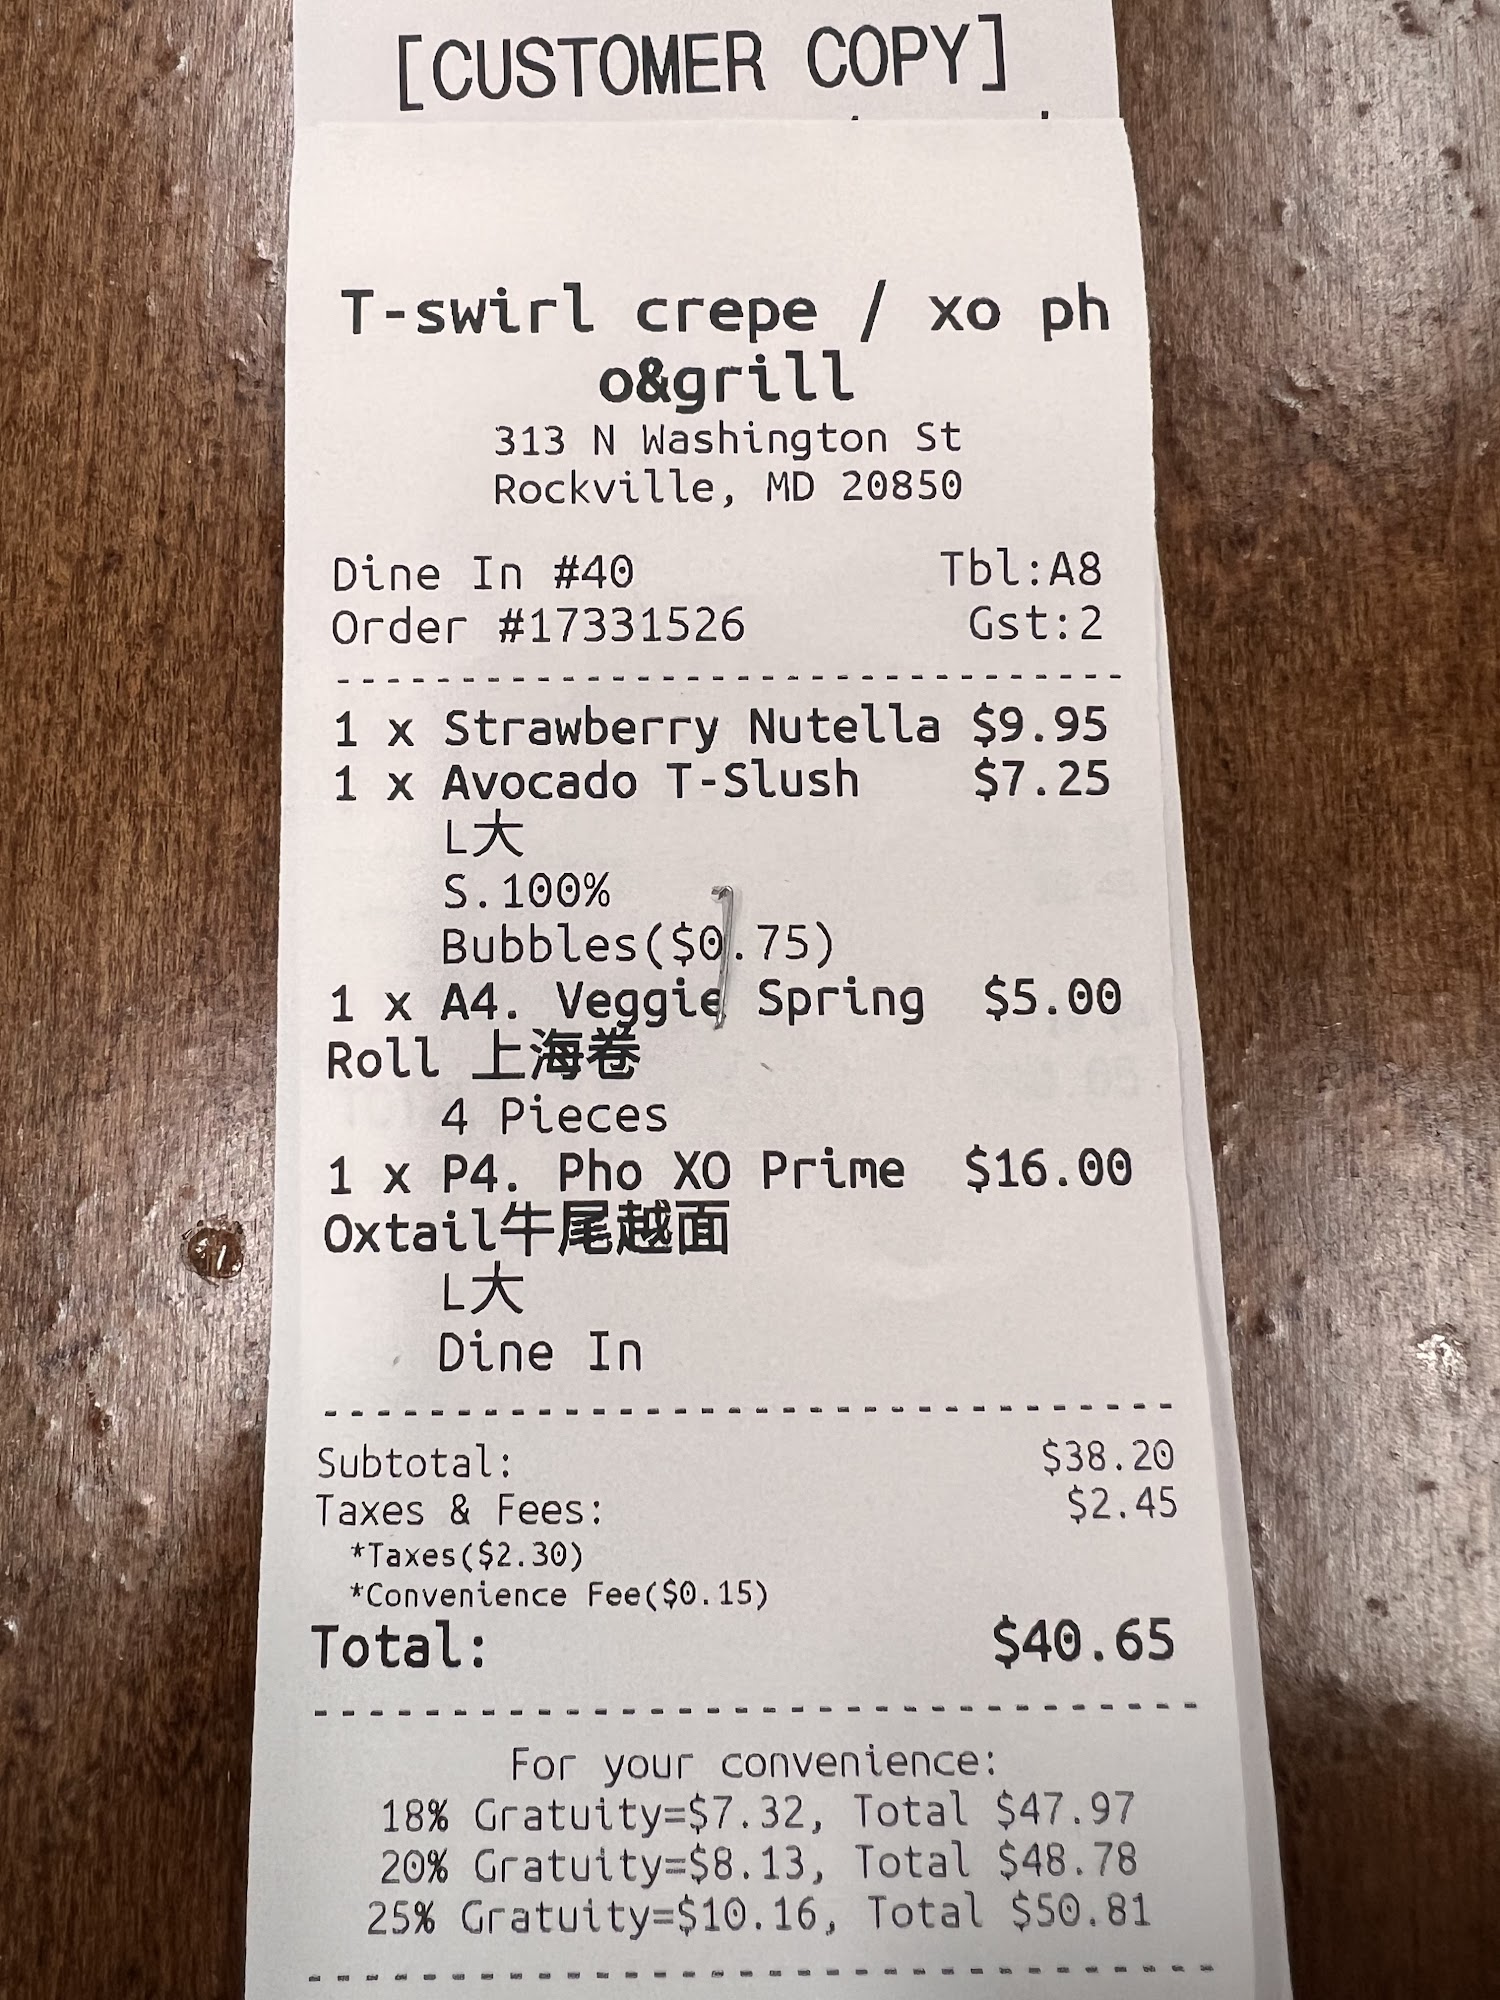 [CUSTOMER COPY]
T-swirl crepe / xo ph
o&grill
313 N Washington St
Rockville, MD 20850
Dine In #40 Tbl:A8
Order #17331526 Gst:2
1 x Strawberry Nutella $9.95
1 x Avocado T-Slush $7.25
L大
S.100%
Bubbles($0.75)
1 x A4. Veggie Spring $5.00
Roll 上海卷
4 Pieces
1 x P4. Pho XO Prime $16.00
Oxtail牛尾越面
L大
Dine In
Subtotal: $38.20
Taxes & Fees: $2.45
*Taxes($2.30)
*Convenience Fee($0.15)
Total: $40.65
For your convenience:
18% Gratuity=$7.32, Total $47.97
20% Gratuity=$8.13, Total $48.78
25% Gratuity=$10.16, Total $50.81